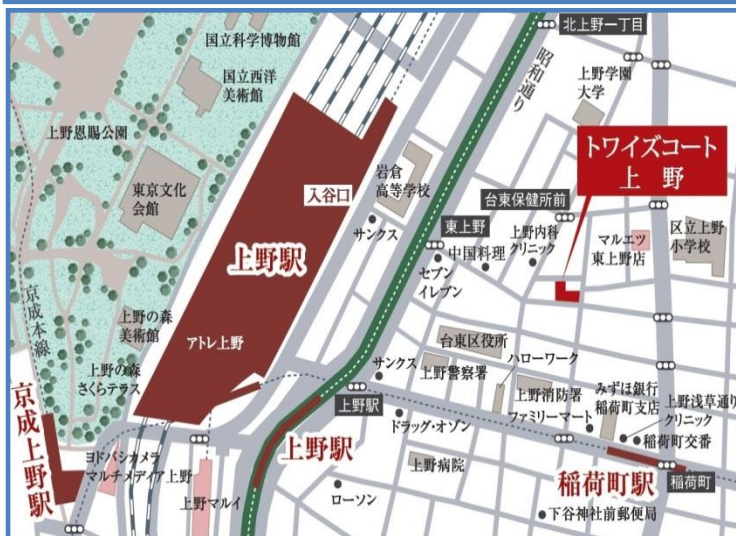 国立科学博物館
国立西洋
美術館
上野恩賜公園
東京文化
会館
京成本線
上野の森
美術館
上野の森
さくらテラス
京成上野駅
ヨドバシカメラ
マルチメディア上野
上野マルイ
入谷口
上野駅
アトレ上野
岩倉
高等学校
サンクス
昭和通り
北上野一丁目
上野学園
大学
トワイズコート
上野
台東保健所前
東上野
中国料理
上野内科
クリニック
セブン
イレブン
マルエツ
東上野店
区立上野
小学校
台東区役所
上野警察署
ハローワーク
サンクス
上野駅
上野駅
ドラッグ・オゾン
上野消防署
ファミリーマート
みずほ銀行
稲荷町支店
上野浅草通り
クリニック
稲荷町交番
上野病院
ローソン
稲荷町駅
稲荷町
下谷神社前郵便局